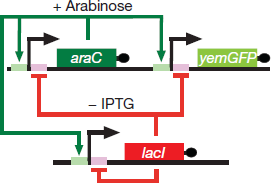 + Arabinose
araC
yemGFP
– IPTG
lacI